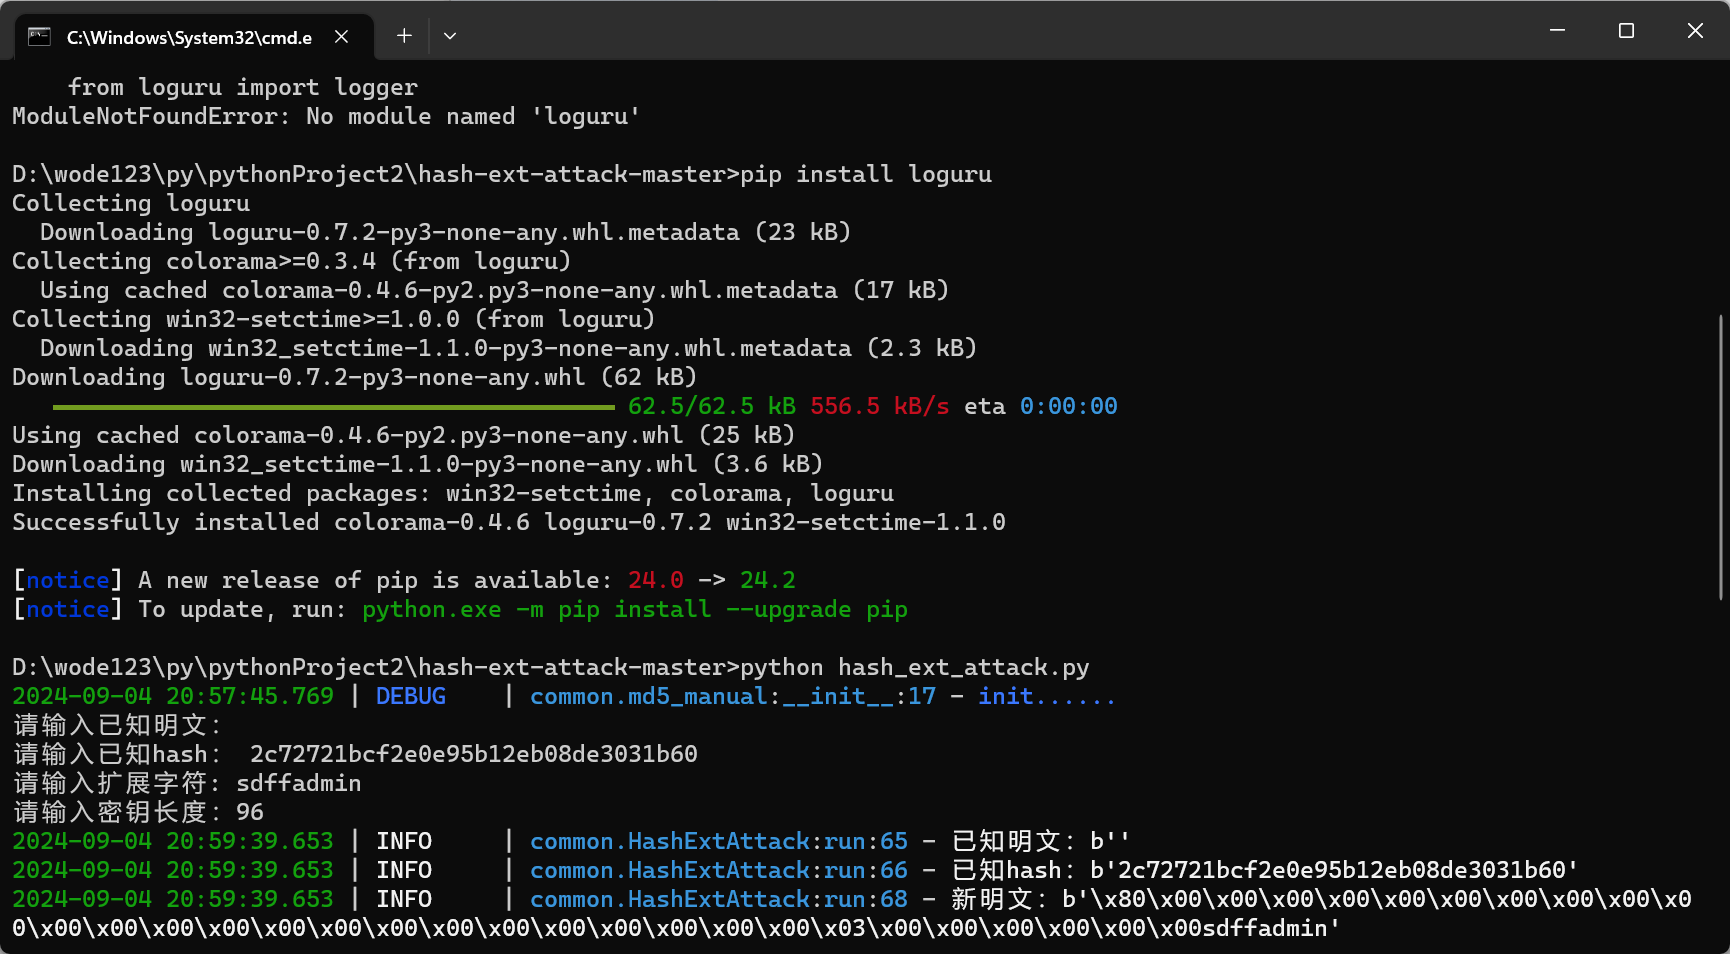 C:\Windows\System32\cmd.e
from loguru import logger
ModuleNotFoundError: No module named 'loguru'
D:\wode123\py\pythonProject2\hash-ext-attack-master>pip install loguru
Collecting loguru
Downloading loguru-0.7.2-py3-none-any.whl.metadata (23 kB)
Collecting colorama>=0.3.4 (from loguru)
Using cached colorama-0.4.6-py2.py3-none-any.whl.metadata (17 kB)
Collecting win32-setctime>=1.0.0 (from loguru)
Downloading win32_setctime-1.1.0-py3-none-any.whl.metadata (2.3 kB)
Downloading loguru-0.7.2-py3-none-any.whl (62 kB)
62.5/62.5 kB 556.5 kB/s eta 0:00:00
Using cached colorama-0.4.6-py2.py3-none-any.whl (25 kB)
Downloading win32_setctime-1.1.0-py3-none-any.whl (3.6 kB)
Installing collected packages: win32-setctime, colorama, loguru
Successfully installed colorama-0.4.6 loguru-0.7.2 win32-setctime-1.1.0
[notice] A new release of pip is available: 24.0 -> 24.2
[notice] To update, run: python.exe -m pip install --upgrade pip
D:\wode123\py\pythonProject2\hash-ext-attack-master>python hash_ext_attack.py
2024-09-04 20:57:45.769 | DEBUG    | common.md5_manual:__init__:17 - init......
请输入已知明文：
请输入已知hash： 2c72721bcf2e0e95b12eb08de3031b60
请输入扩展字符：sdffadmin
请输入密钥长度：96
2024-09-04 20:59:39.653 | INFO     | common.HashExtAttack:run:65 - 已知明文：b''
2024-09-04 20:59:39.653 | INFO     | common.HashExtAttack:run:66 - 已知hash：b'2c72721bcf2e0e95b12eb08de3031b60'
2024-09-04 20:59:39.653 | INFO     | common.HashExtAttack:run:68 - 新明文：b'\x80\x00\x00\x00\x00\x00\x00\x00\x00\x00\x0
0\x00\x00\x00\x00\x00\x00\x00\x00\x00\x00\x00\x00\x00\x00\x03\x00\x00\x00\x00\x00\x00sdffadmin'